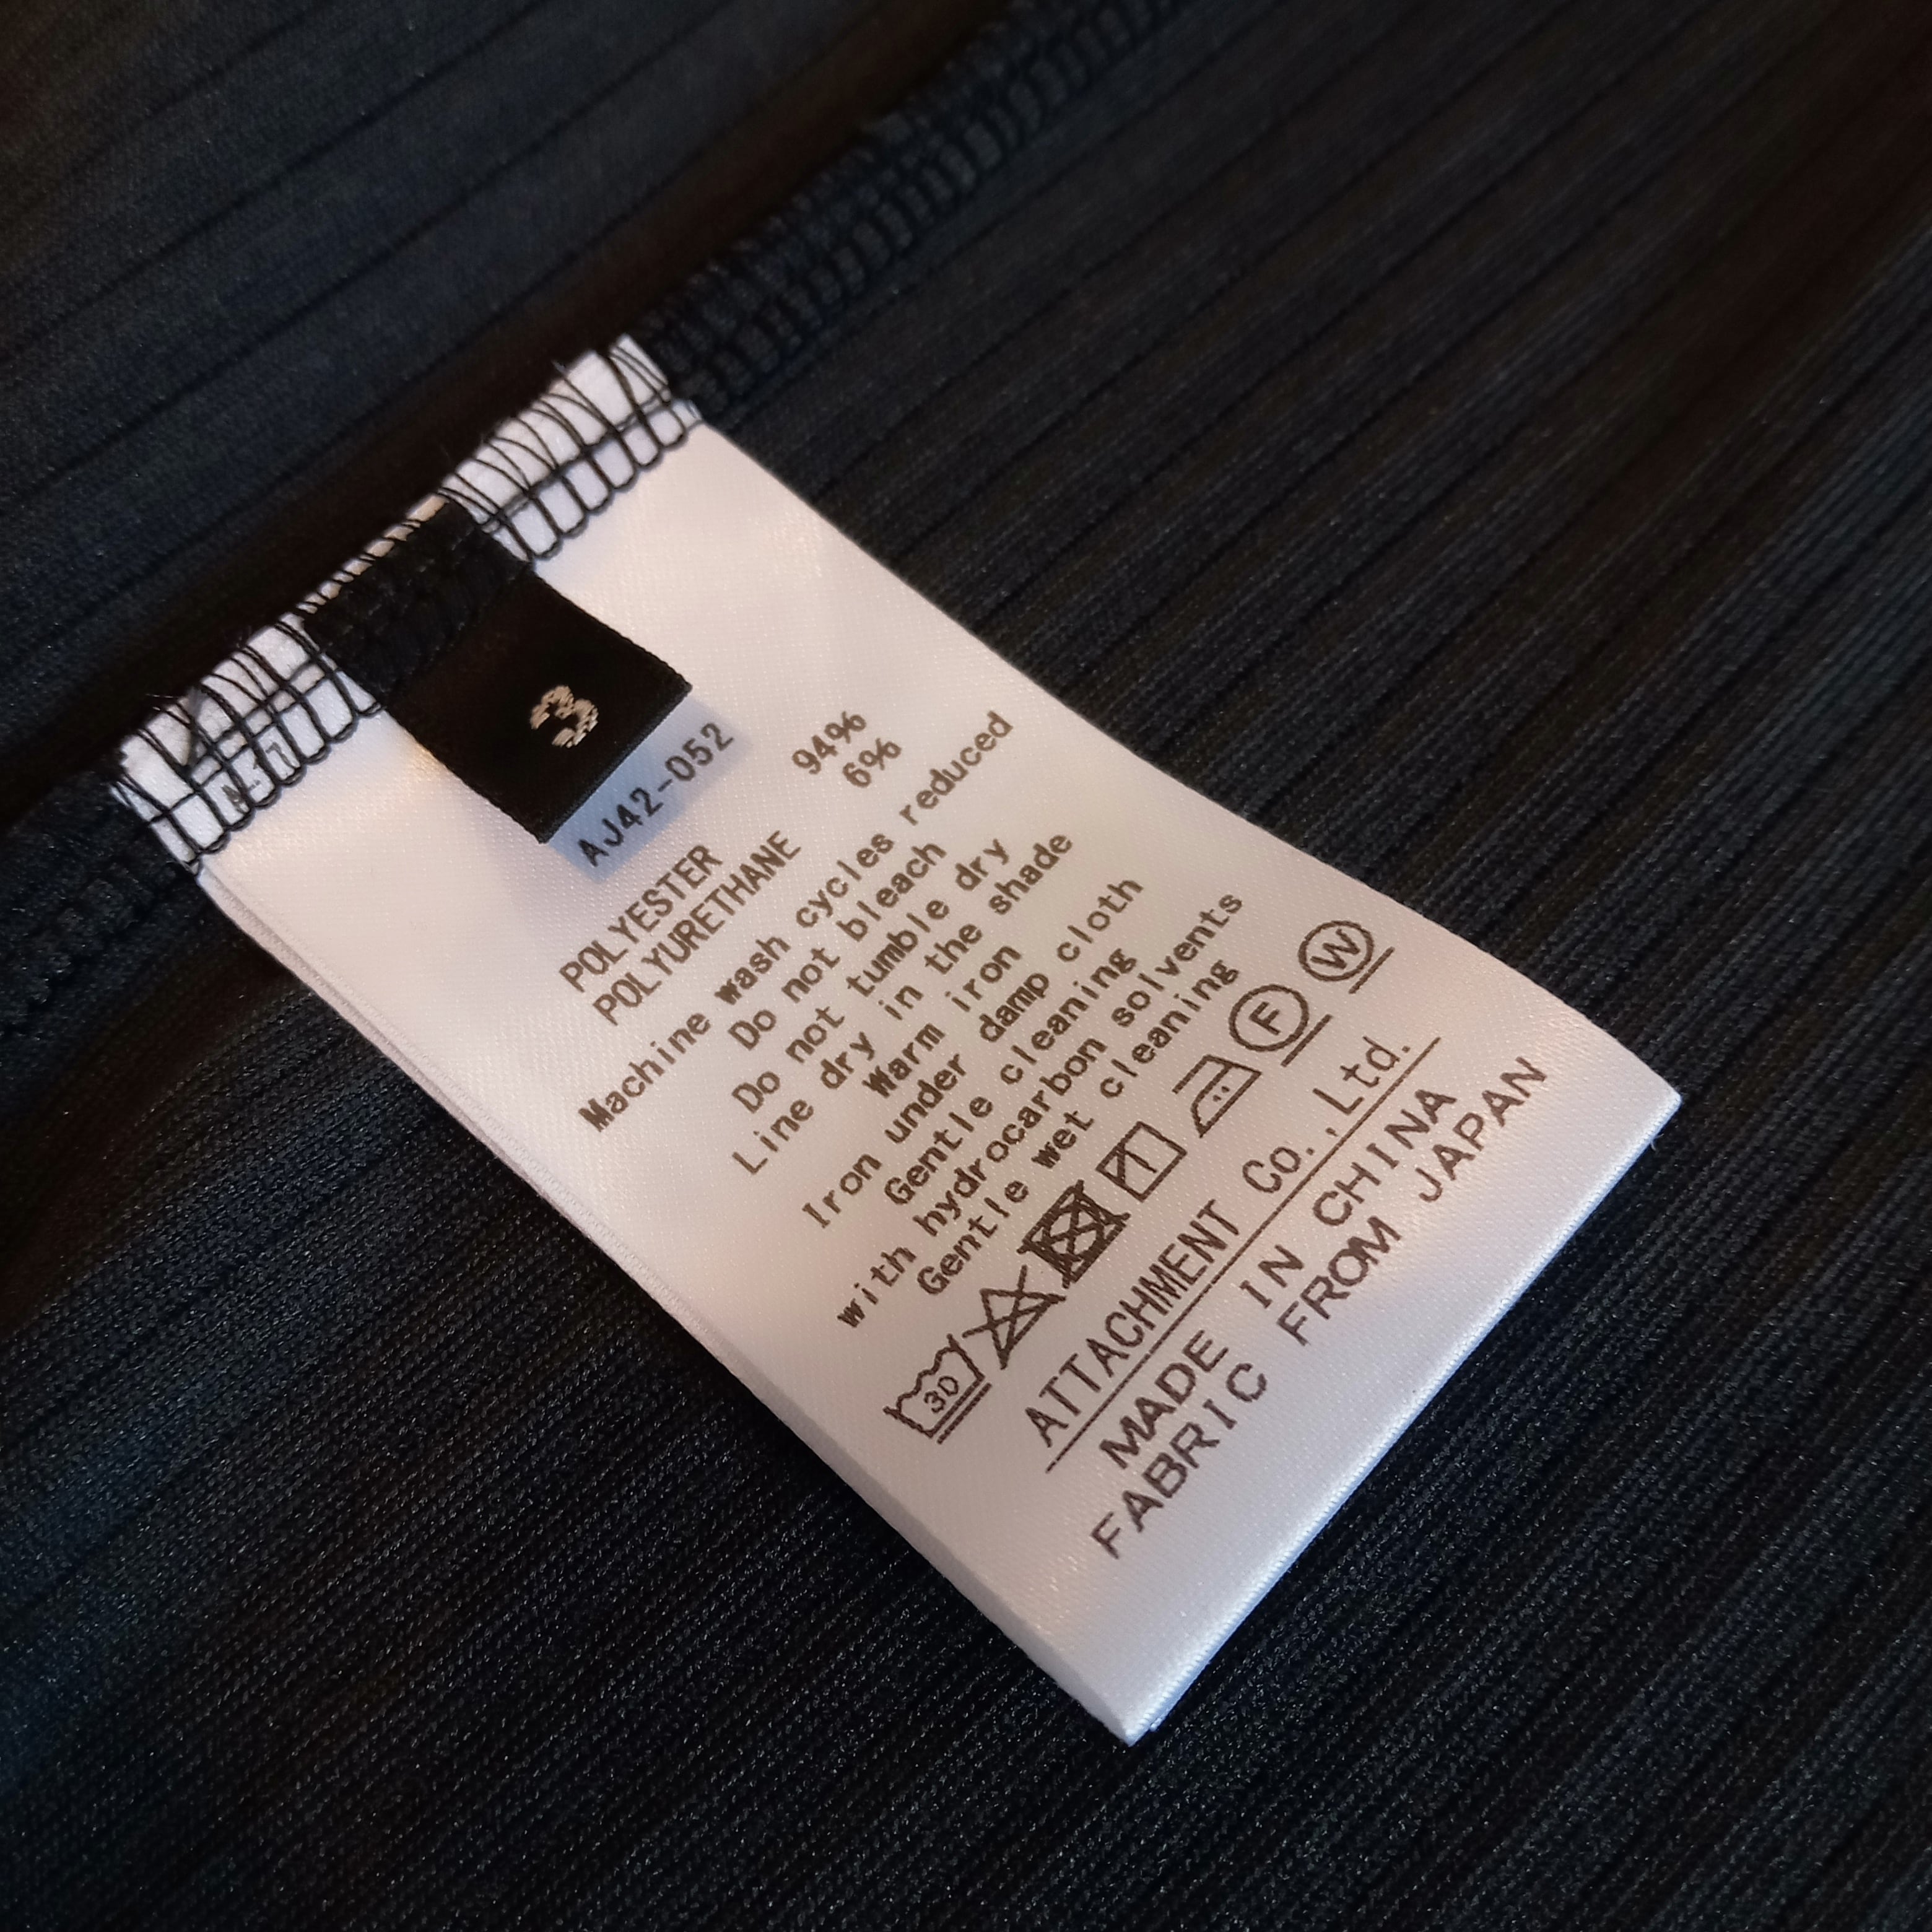 3
AJ42-052
POLYESTER 94%
POLYURETHANE 6%
Machine wash cycles reduced
Do not bleach
Do not tumble dry
Line dry in the shade
Warm iron
Iron under damp cloth
Gentle cleaning
with hydrocarbon solvents
Gentle wet cleaning
30 F W
ATTACHMENT Co.,Ltd.
MADE IN CHINA
FABRIC FROM JAPAN